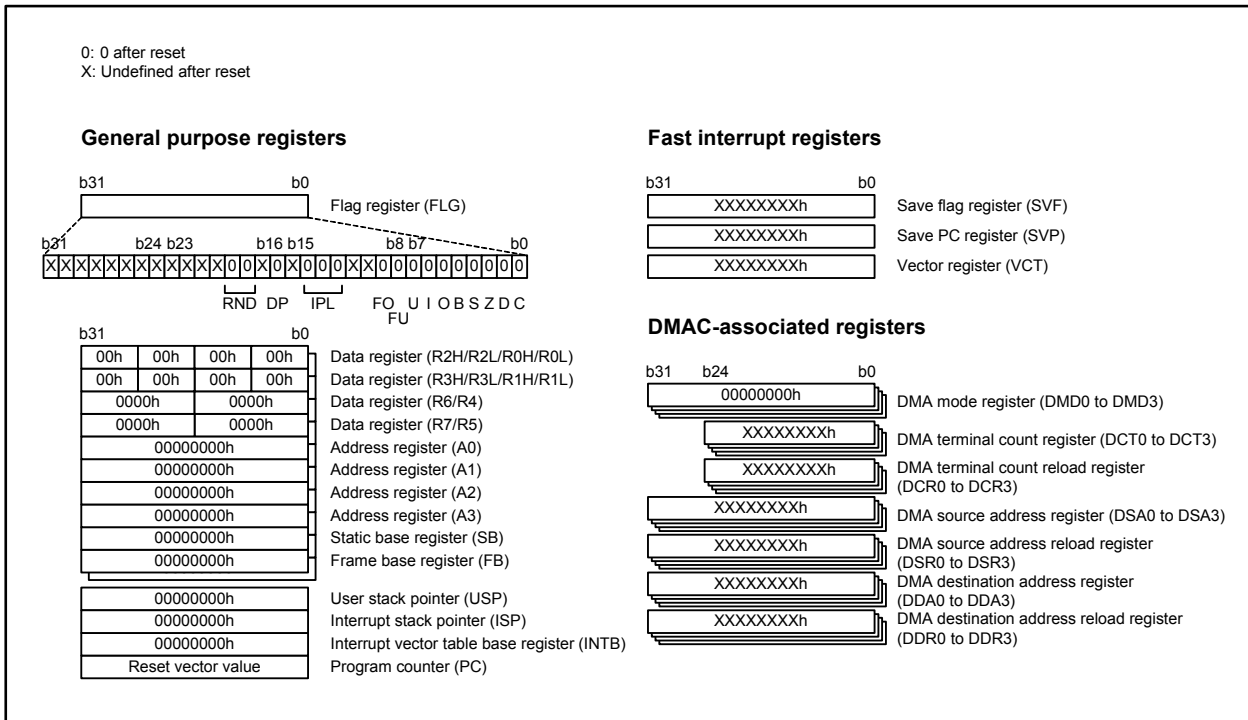 0: 0 after reset
X: Undefined after reset
General purpose registers
b31 b0
Flag register (FLG)
b31 b24 b23 b16 b15 b8 b7 b0
X X X X X X X X X X X X 0 0 X 0 X 0 0 0 X X 0 0 0 0 0 0 0 0 0 0
RND DP IPL FO U I O B S Z D C
FU
b31 b0
00h 00h 00h 00h Data register (R2H/R2L/R0H/R0L)
00h 00h 00h 00h Data register (R3H/R3L/R1H/R1L)
0000h 0000h Data register (R6/R4)
0000h 0000h Data register (R7/R5)
00000000h Address register (A0)
00000000h Address register (A1)
00000000h Address register (A2)
00000000h Address register (A3)
00000000h Static base register (SB)
00000000h Frame base register (FB)
00000000h User stack pointer (USP)
00000000h Interrupt stack pointer (ISP)
00000000h Interrupt vector table base register (INTB)
Reset vector value Program counter (PC)
Fast interrupt registers
b31 b0
XXXXXXXXh Save flag register (SVF)
XXXXXXXXh Save PC register (SVP)
XXXXXXXXh Vector register (VCT)
DMAC-associated registers
b31 b24 b0
00000000h DMA mode register (DMD0 to DMD3)
XXXXXXXXh DMA terminal count register (DCT0 to DCT3)
XXXXXXXXh DMA terminal count reload register
(DCR0 to DCR3)
XXXXXXXXh DMA source address register (DSA0 to DSA3)
XXXXXXXXh DMA source address reload register
(DSR0 to DSR3)
XXXXXXXXh DMA destination address register
(DDA0 to DDA3)
XXXXXXXXh DMA destination address reload register
(DDR0 to DDR3)